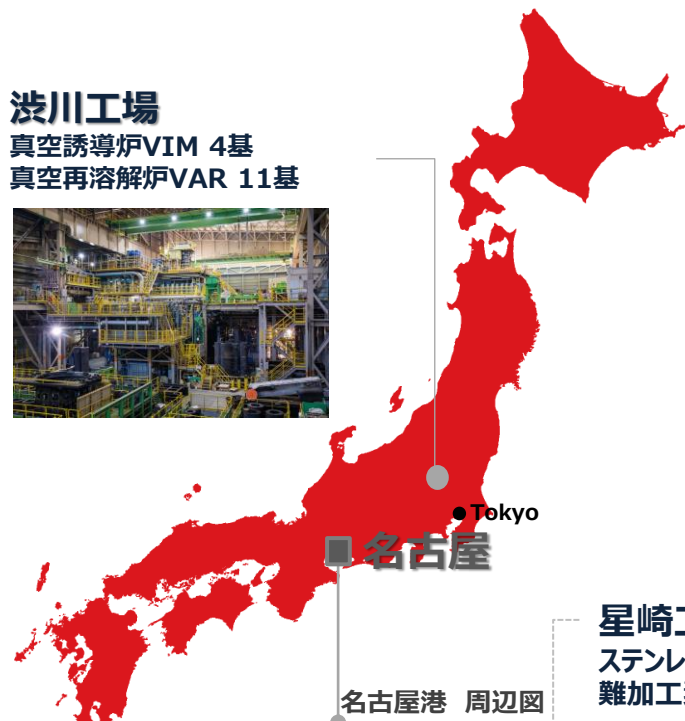 渋川工場
真空誘導炉VIM 4基
真空再溶解炉VAR 11基
Tokyo
名古屋
星崎
ステンレ
難加工
名古屋港 周辺図